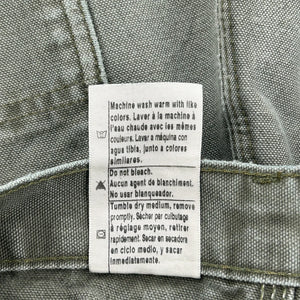 Machine wash warm with like
colors. Laver à la machine à
l'eau chaude avec les mêmes
couleurs. Lavar a máquina con
agua tibia, junto a colores
similares.
Do not bleach.
Aucun agent de blanchiment.
No usar blanqueador.
Tumble dry medium, remove
promptly. Sécher par culbutage
à réglage moyen, retirer
rapidement. Secar en secadora
en ciclo medio, y sacar
inmediatamente.